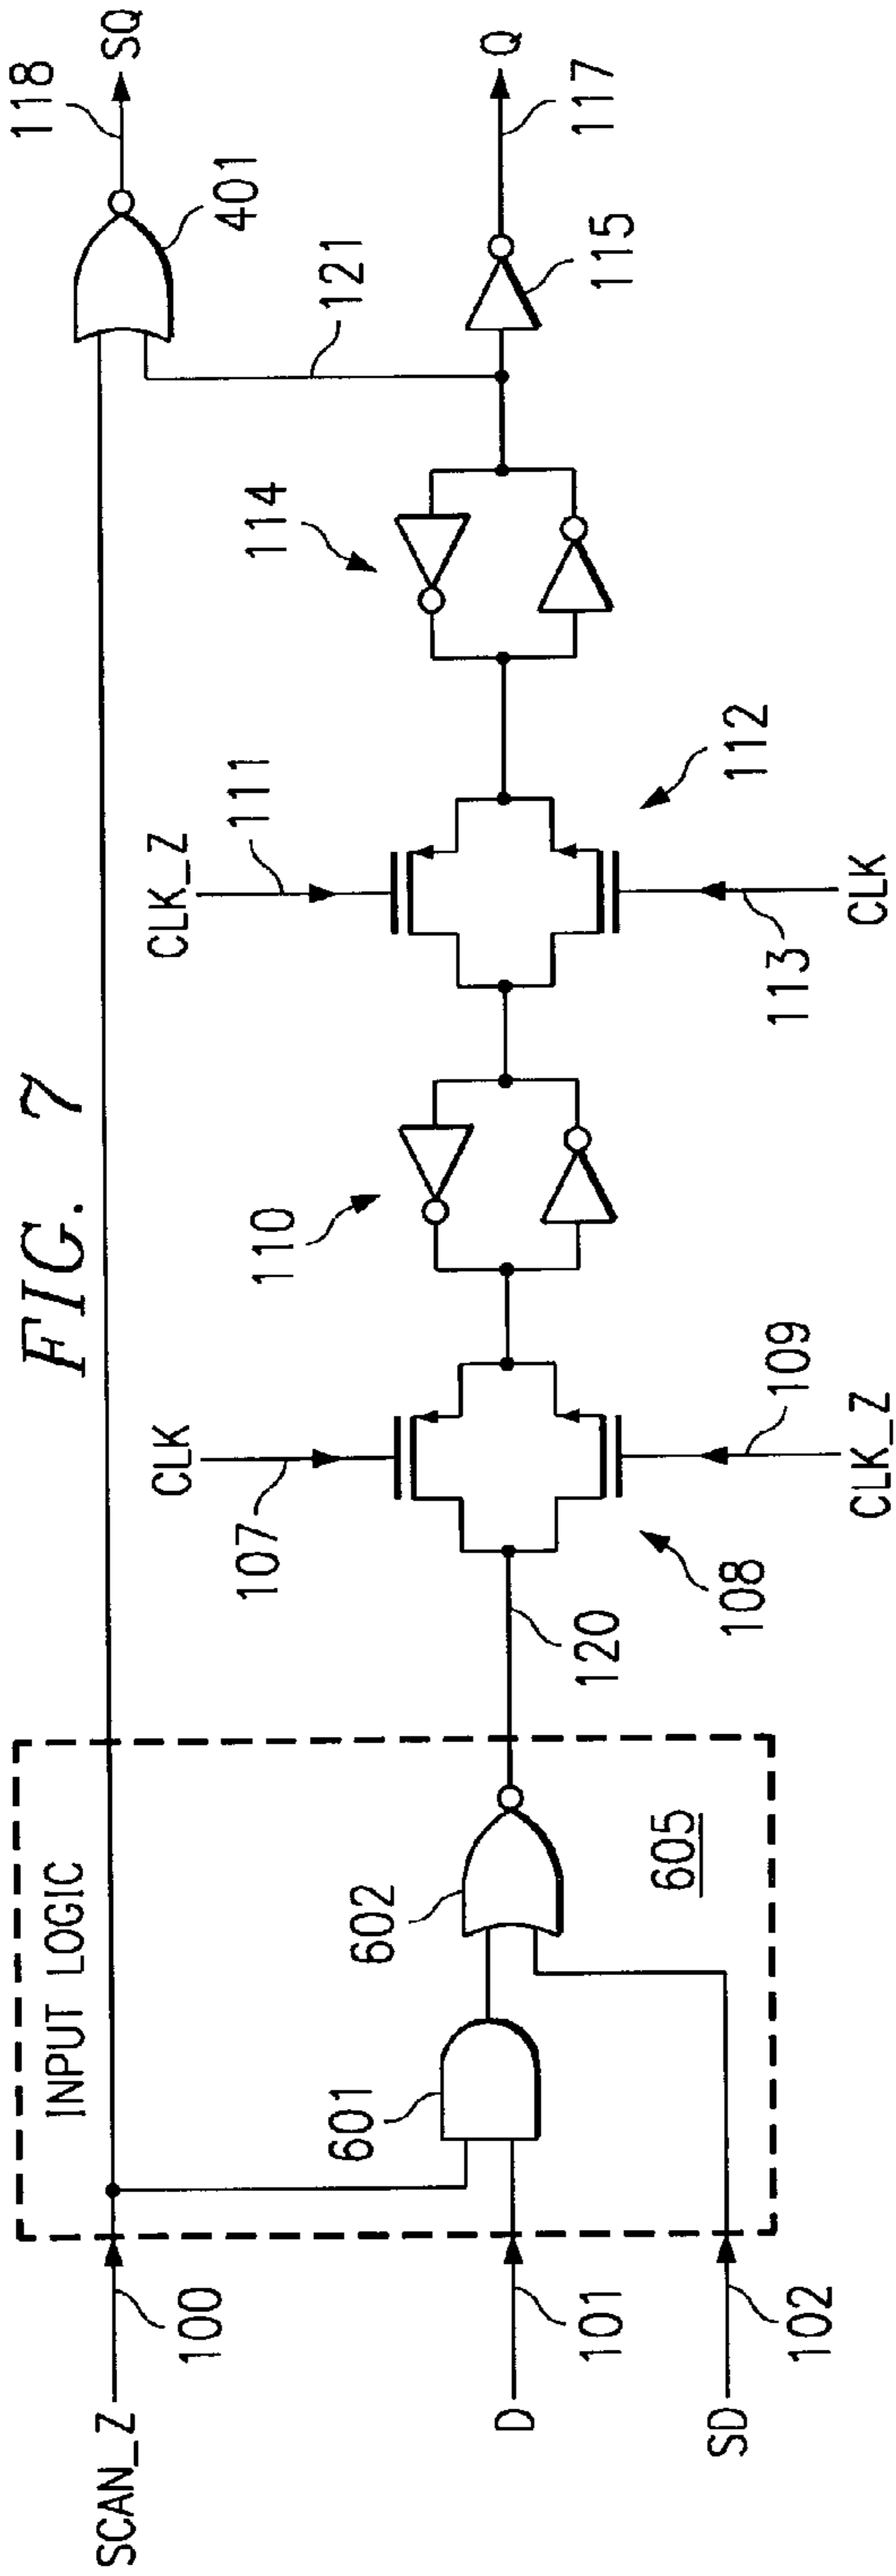 FIG. 7
SCAN_Z
100
D
101
SD
102
INPUT LOGIC
601
602
605
120
CLK
107
108
CLK_Z
109
110
CLK_Z
111
112
CLK
113
114
121
115
401
118
SQ
117
Q